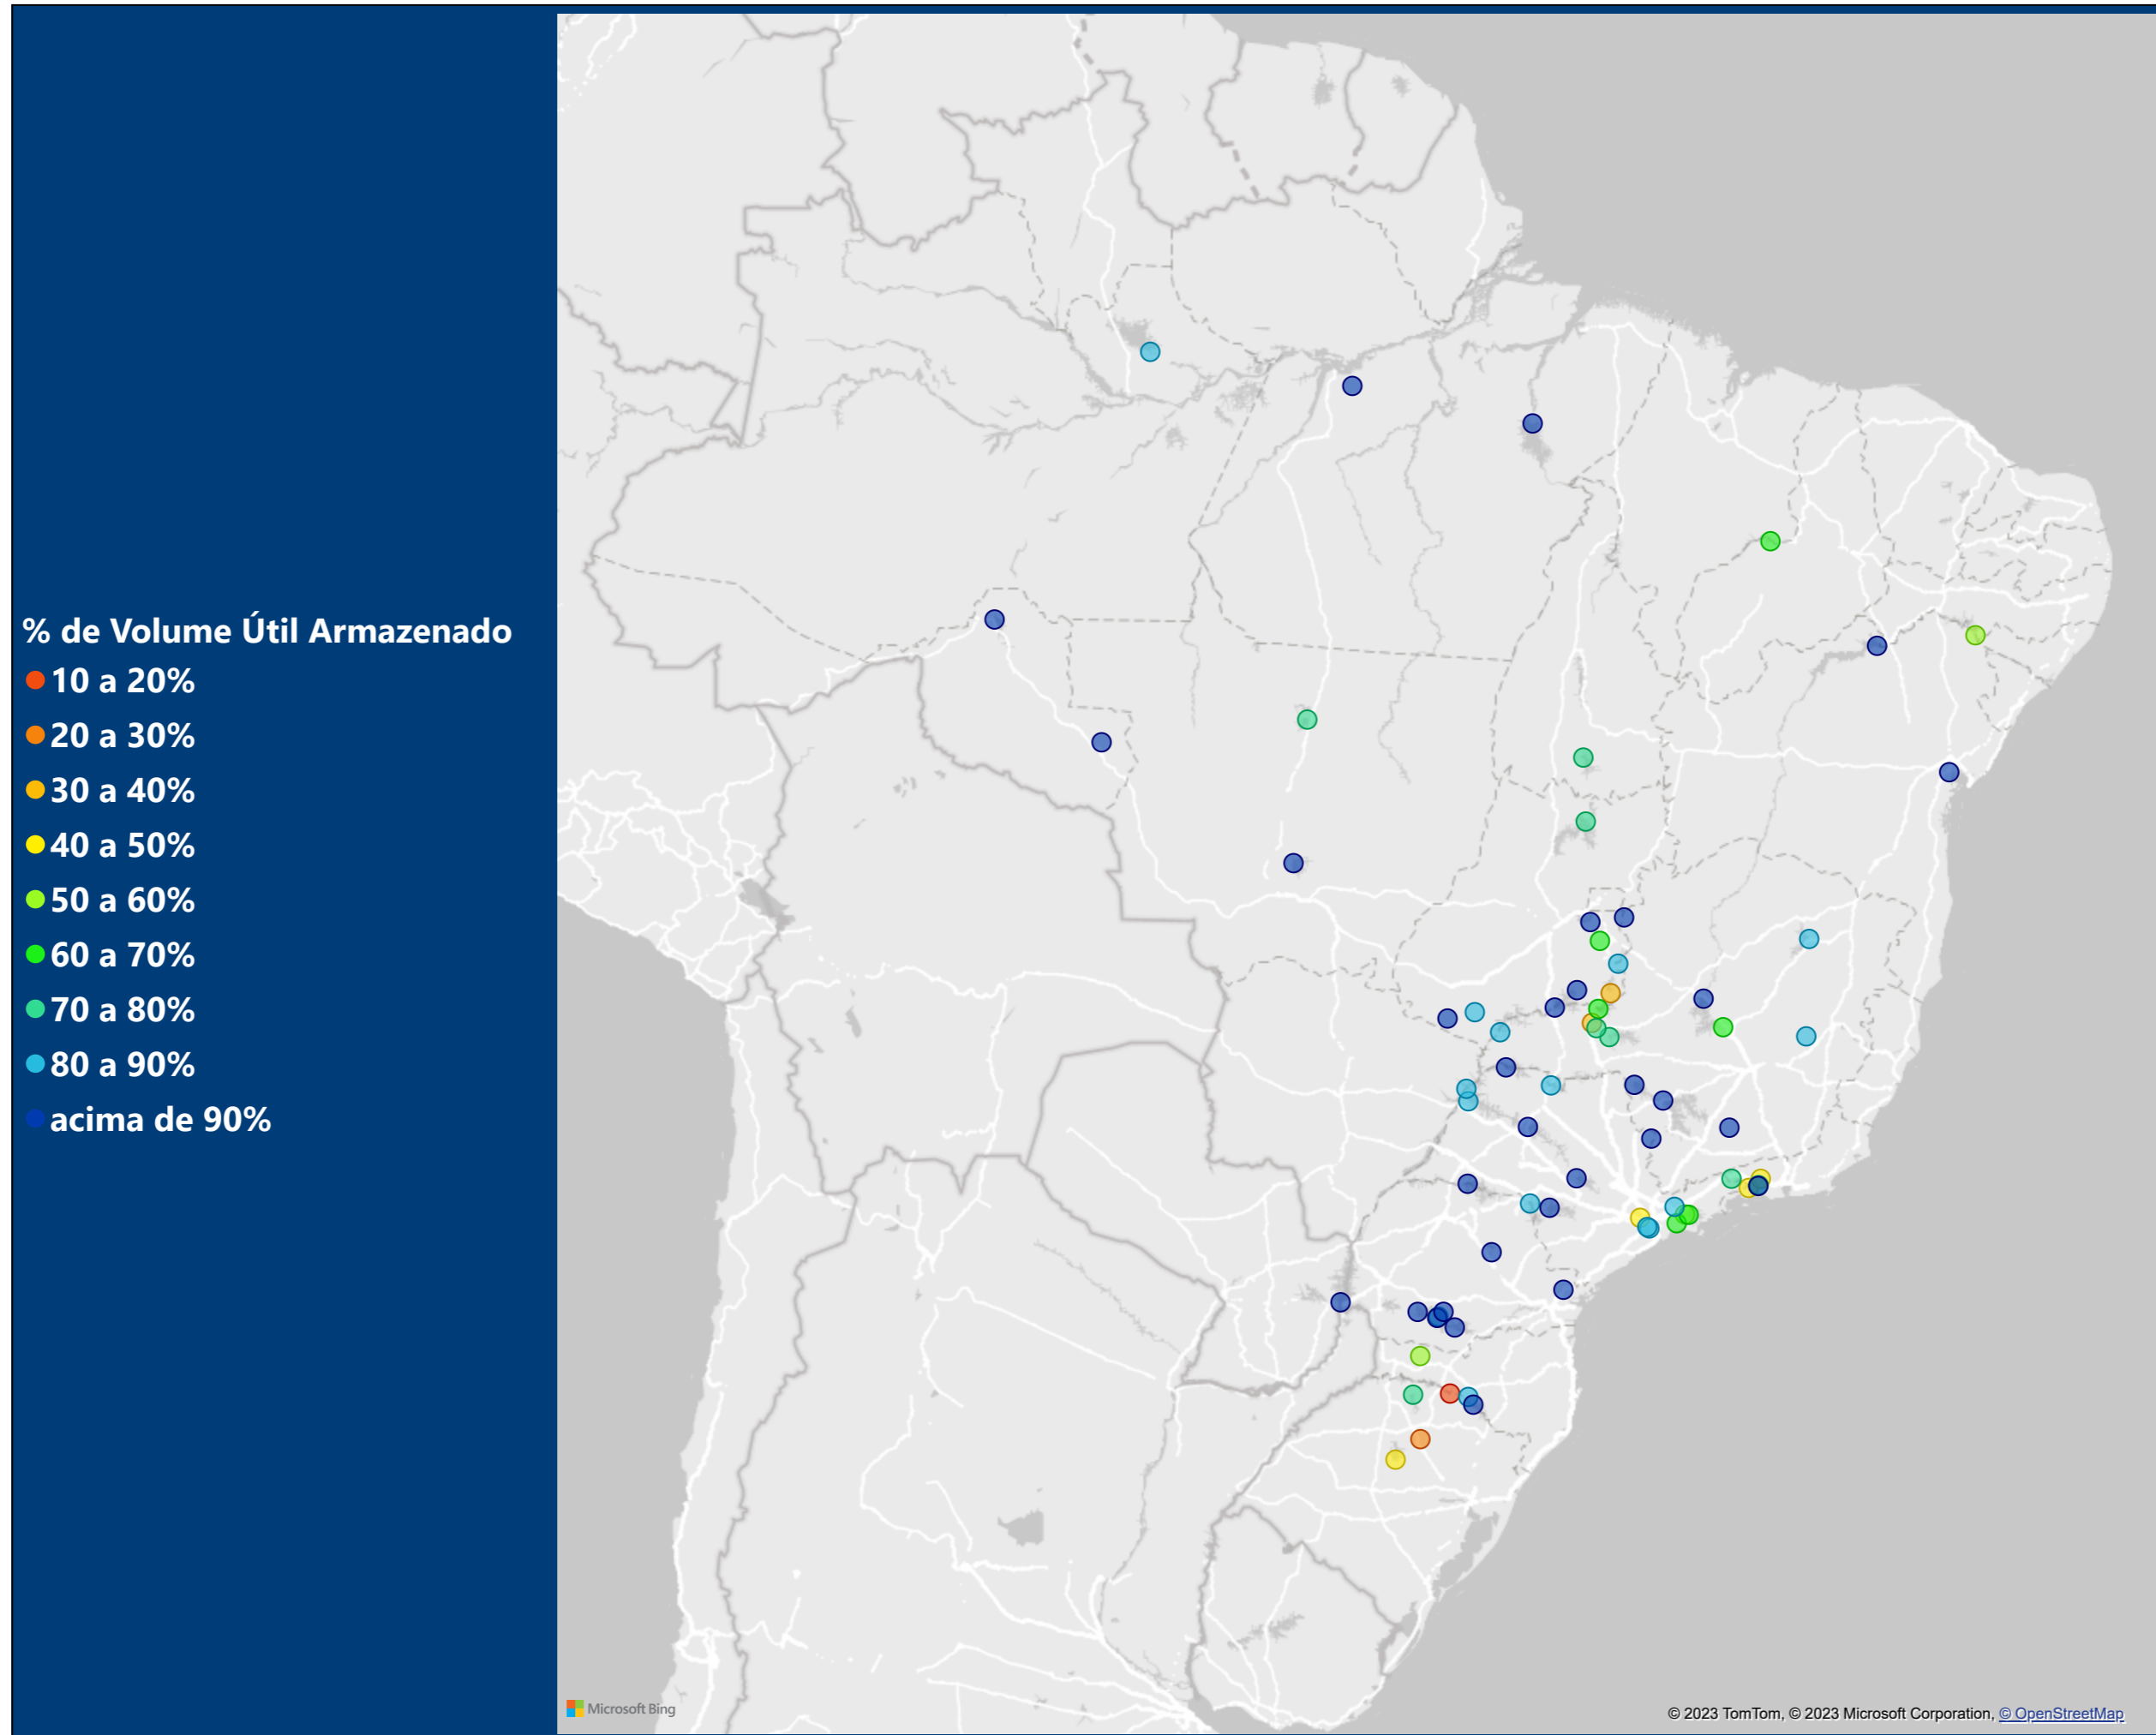 % de Volume Útil Armazenado
10 a 20%
20 a 30%
30 a 40%
40 a 50%
50 a 60%
60 a 70%
70 a 80%
80 a 90%
acima de 90%
Microsoft Bing
© 2023 TomTom, © 2023 Microsoft Corporation, © OpenStreetMap